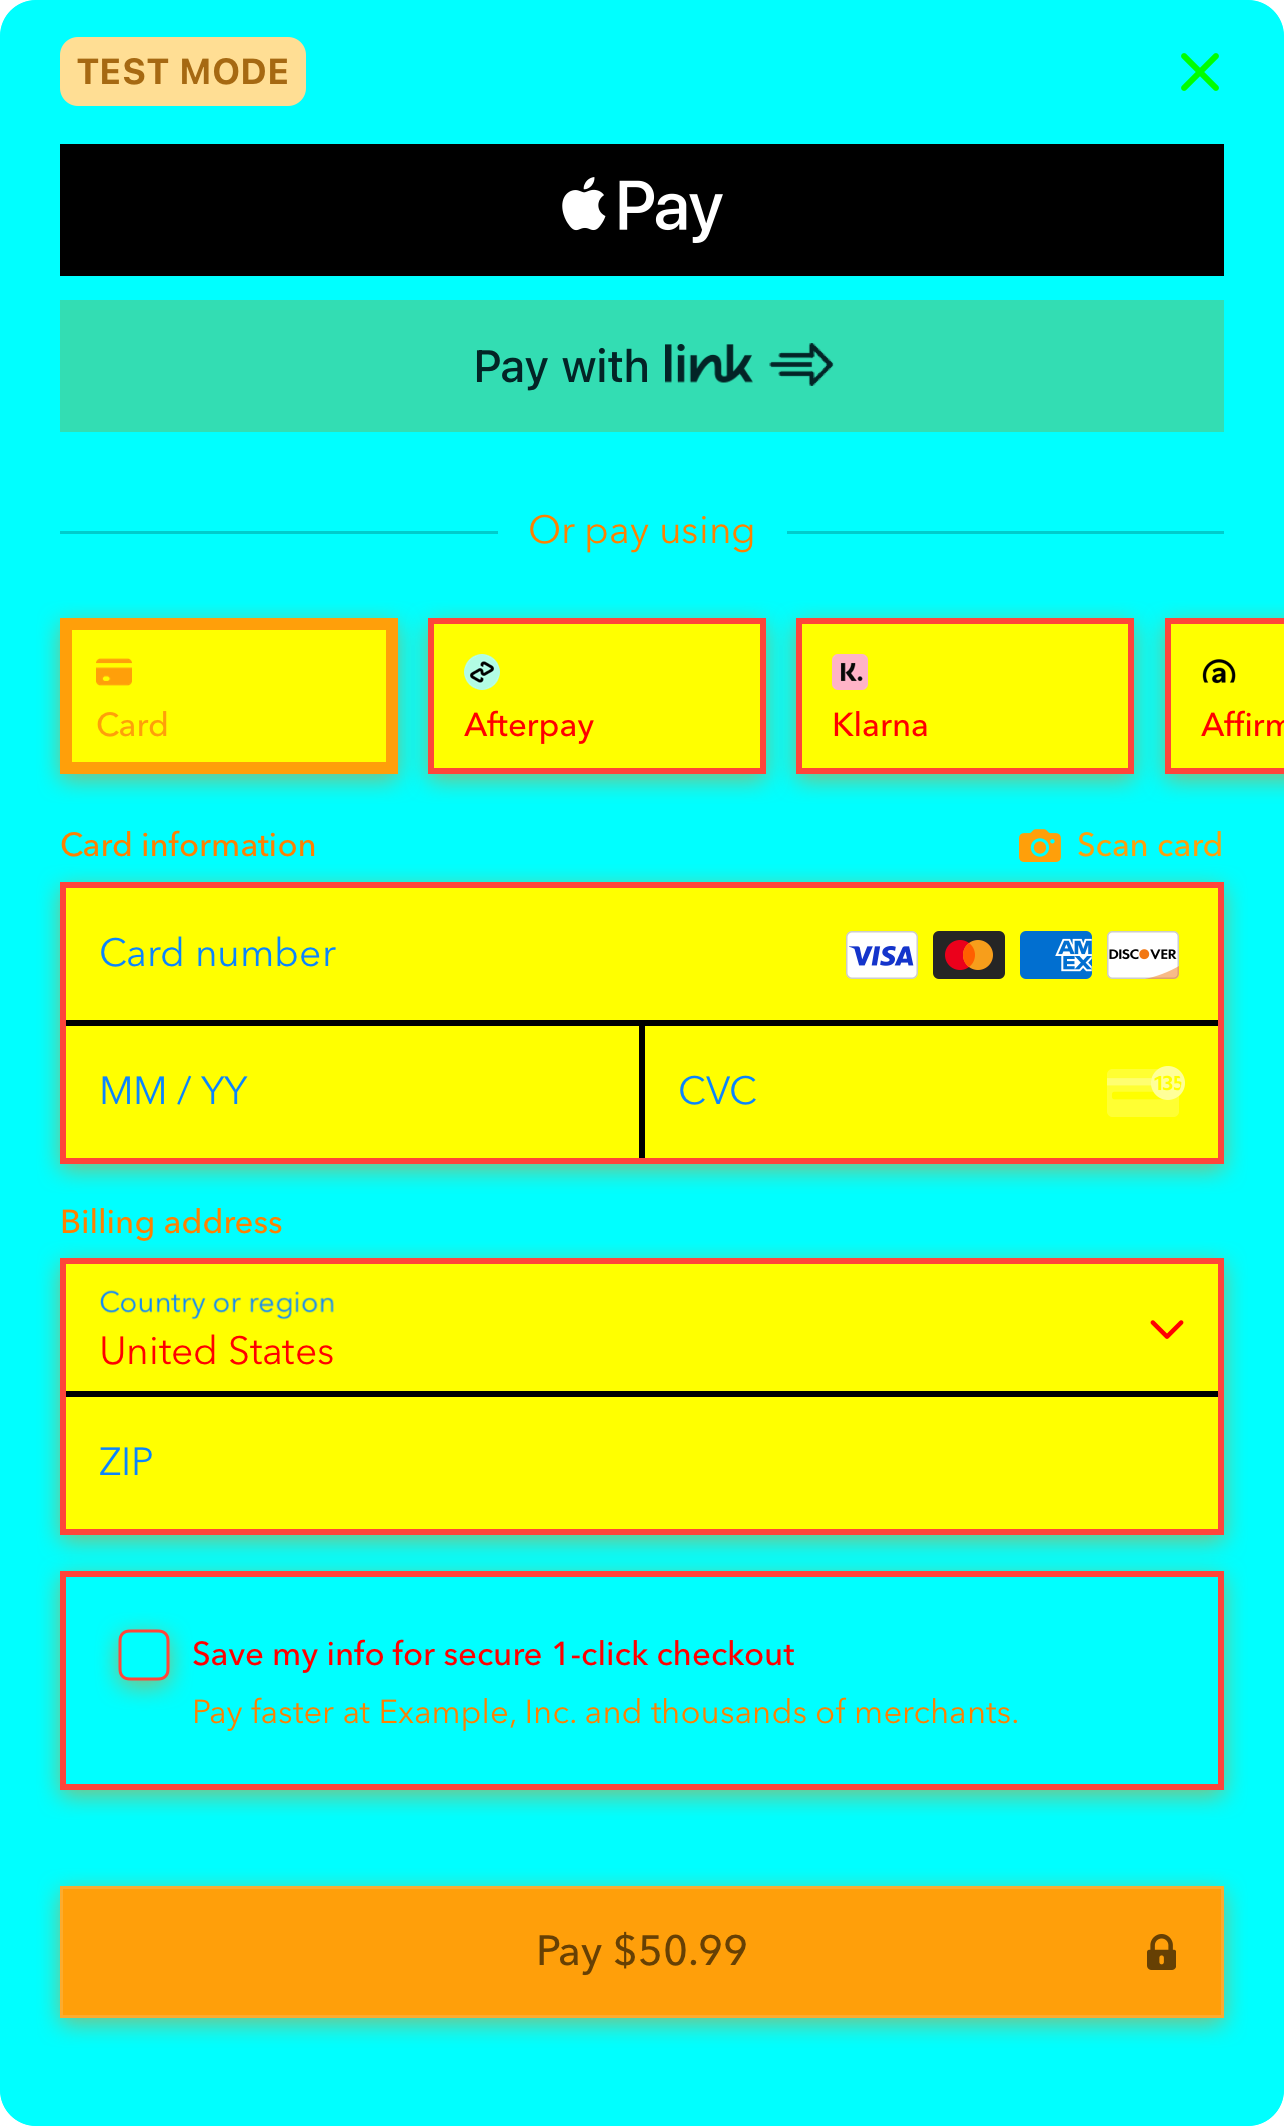 TEST MODE
Pay
Pay with link
Or pay using
Card
Afterpay
K.
Klarna
a
Affirm
Card information
Scan card
Card number
VISA
AM
EX
DISCOVER
MM / YY
CVC
135
Billing address
Country or region
United States
ZIP
Save my info for secure 1-click checkout
Pay faster at Example, Inc. and thousands of merchants.
Pay $50.99